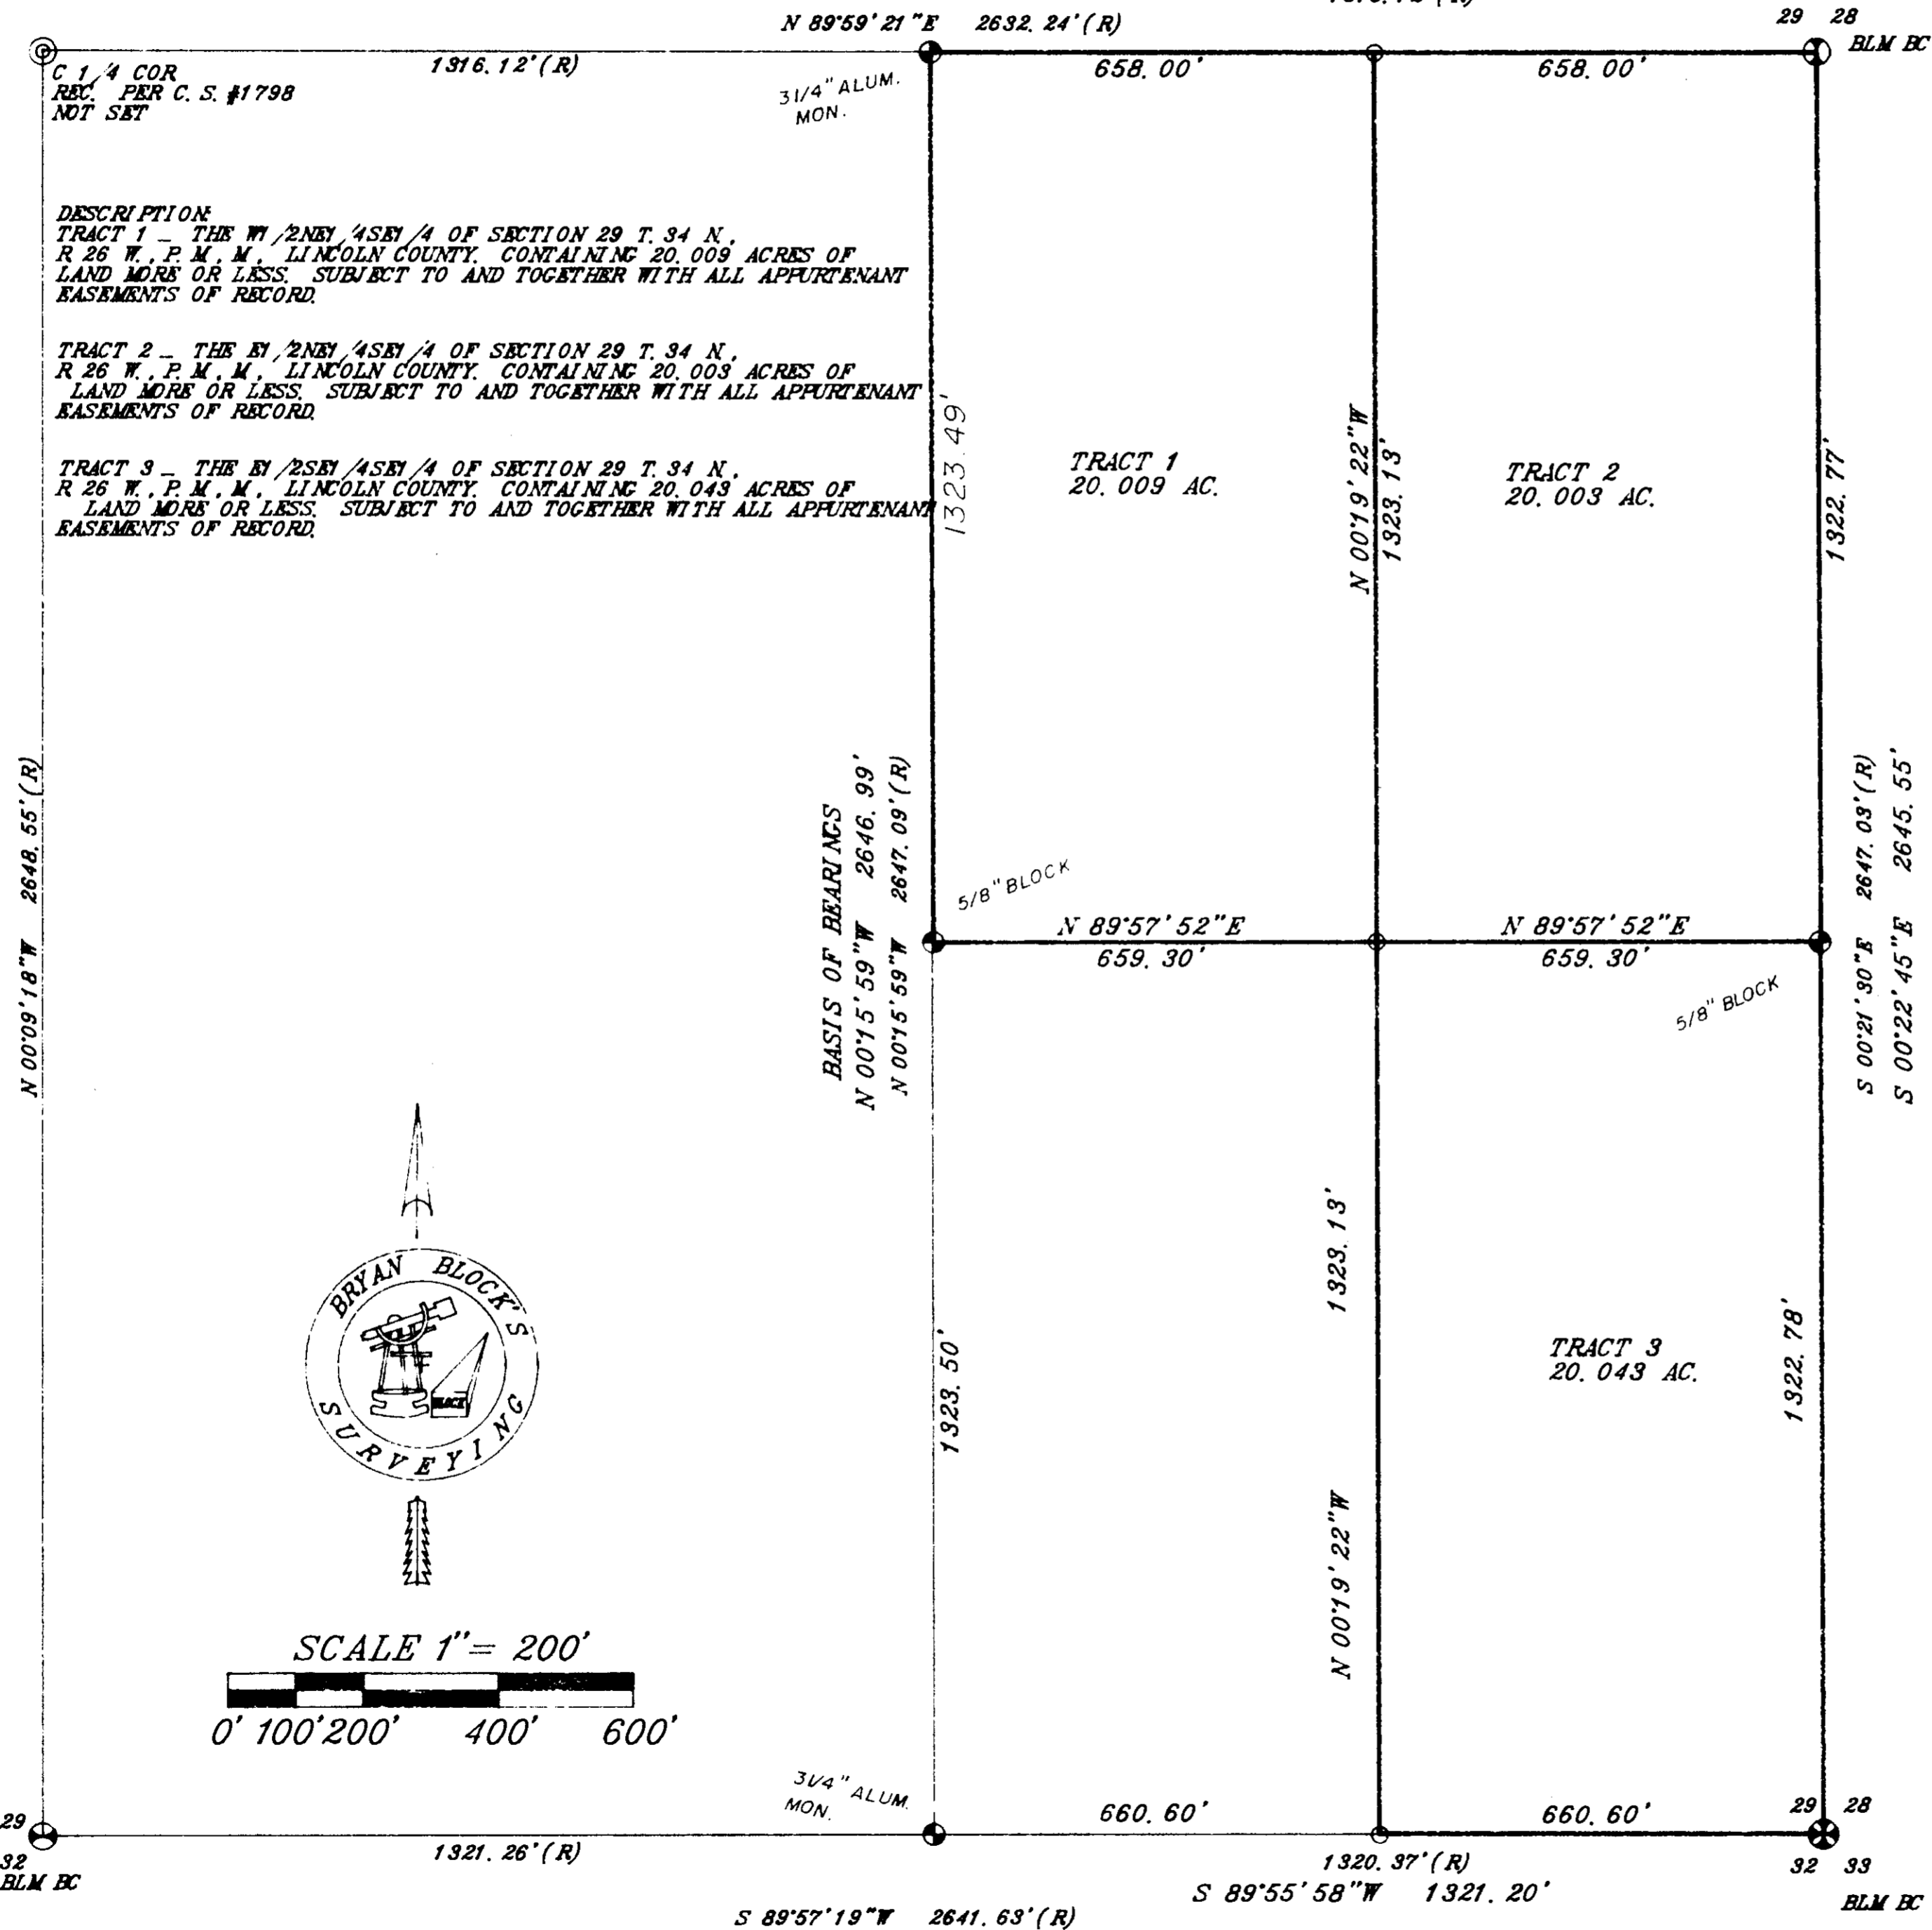 N 89°59'21"E 2632.24'(R)
29 28
BLM BC
1316.12'(R)
658.00'
658.00'
C 1/4 COR
REC. PER C.S. #1798
NOT SET
3 1/4" ALUM.
MON.
DESCRIPTION:
TRACT 1 _ THE W1/2NE1/4SE1/4 OF SECTION 29 T.34 N.,
R 26 W., P.M.,M., LINCOLN COUNTY. CONTAINING 20.009 ACRES OF
LAND MORE OR LESS. SUBJECT TO AND TOGETHER WITH ALL APPURTENANT
EASEMENTS OF RECORD.
TRACT 2 _ THE E1/2NE1/4SE1/4 OF SECTION 29 T.34 N.,
R 26 W., P.M.,M., LINCOLN COUNTY. CONTAINING 20.003 ACRES OF
LAND MORE OR LESS. SUBJECT TO AND TOGETHER WITH ALL APPURTENANT
EASEMENTS OF RECORD.
TRACT 3 _ THE E1/2SE1/4SE1/4 OF SECTION 29 T.34 N.,
R 26 W., P.M.,M., LINCOLN COUNTY. CONTAINING 20.043 ACRES OF
LAND MORE OR LESS. SUBJECT TO AND TOGETHER WITH ALL APPURTENANT
EASEMENTS OF RECORD.
1323.49'
TRACT 1
20.009 AC.
N 00°19'22"W
1323.13'
TRACT 2
20.003 AC.
1322.77'
N 00°09'18"W 2648.55'(R)
BASIS OF BEARINGS
N 00°15'59"W 2646.99'
N 00°15'59"W 2647.09'(R)
5/8" BLOCK
N 89°57'52"E
659.30'
N 89°57'52"E
659.30'
5/8" BLOCK
S 00°21'30"E 2647.03'(R)
S 00°22'45"E 2645.55'
BRYAN BLOCK'S
SURVEYING
BLOCK
1323.50'
1323.13'
N 00°19'22"W
TRACT 3
20.043 AC.
1322.78'
SCALE 1"= 200'
0' 100' 200' 400' 600'
3 1/4" ALUM.
MON.
29
32
BLM BC
1321.26'(R)
660.60'
660.60'
29 28
32 33
BLM BC
1320.37'(R)
S 89°55'58"W 1321.20'
S 89°57'19"W 2641.63'(R)